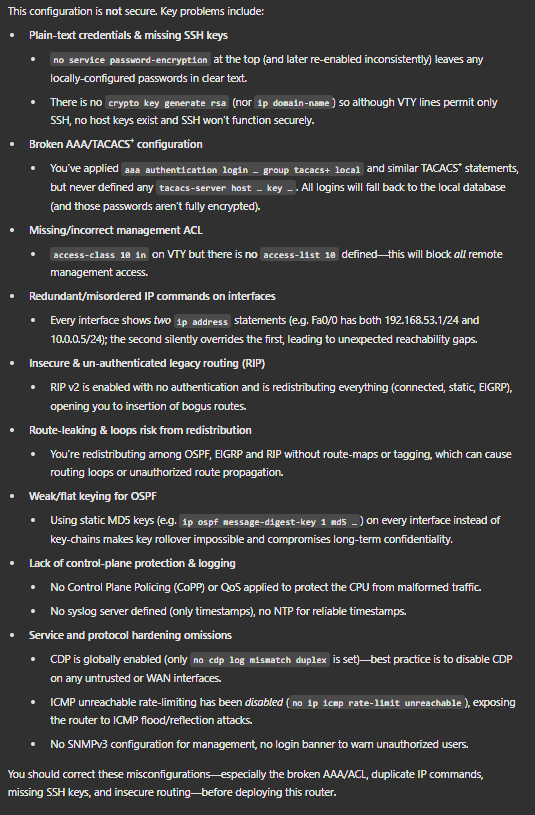 This configuration is not secure. Key problems include:
• Plain-text credentials & missing SSH keys
• no service password-encryption at the top (and later re-enabled inconsistently) leaves any
locally-configured passwords in clear text.
• There is no crypto key generate rsa (nor ip domain-name) so although VTY lines permit only
SSH, no host keys exist and SSH won't function securely.
• Broken AAA/TACACS⁺ configuration
• You've applied aaa authentication login … group tacacs+ local and similar TACACS⁺ statements,
but never defined any tacacs-server host … key …. All logins will fall back to the local database
(and those passwords aren't fully encrypted).
• Missing/incorrect management ACL
• access-class 10 in on VTY but there is no access-list 10 defined—this will block all remote
management access.
• Redundant/misordered IP commands on interfaces
• Every interface shows two ip address statements (e.g. Fa0/0 has both 192.168.53.1/24 and
10.0.0.5/24); the second silently overrides the first, leading to unexpected reachability gaps.
• Insecure & un-authenticated legacy routing (RIP)
• RIP v2 is enabled with no authentication and is redistributing everything (connected, static, EIGRP),
opening you to insertion of bogus routes.
• Route-leaking & loops risk from redistribution
• You're redistributing among OSPF, EIGRP and RIP without route-maps or tagging, which can cause
routing loops or unauthorized route propagation.
• Weak/flat keying for OSPF
• Using static MD5 keys (e.g. ip ospf message-digest-key 1 md5 …) on every interface instead of
key-chains makes key rollover impossible and compromises long-term confidentiality.
• Lack of control-plane protection & logging
• No Control Plane Policing (CoPP) or QoS applied to protect the CPU from malformed traffic.
• No syslog server defined (only timestamps), no NTP for reliable timestamps.
• Service and protocol hardening omissions
• CDP is globally enabled (only no cdp log mismatch duplex is set)—best practice is to disable CDP
on any untrusted or WAN interfaces.
• ICMP unreachable rate-limiting has been disabled (no ip icmp rate-limit unreachable), exposing
the router to ICMP flood/reflection attacks.
• No SNMPv3 configuration for management, no login banner to warn unauthorized users.
You should correct these misconfigurations—especially the broken AAA/ACL, duplicate IP commands,
missing SSH keys, and insecure routing—before deploying this router.